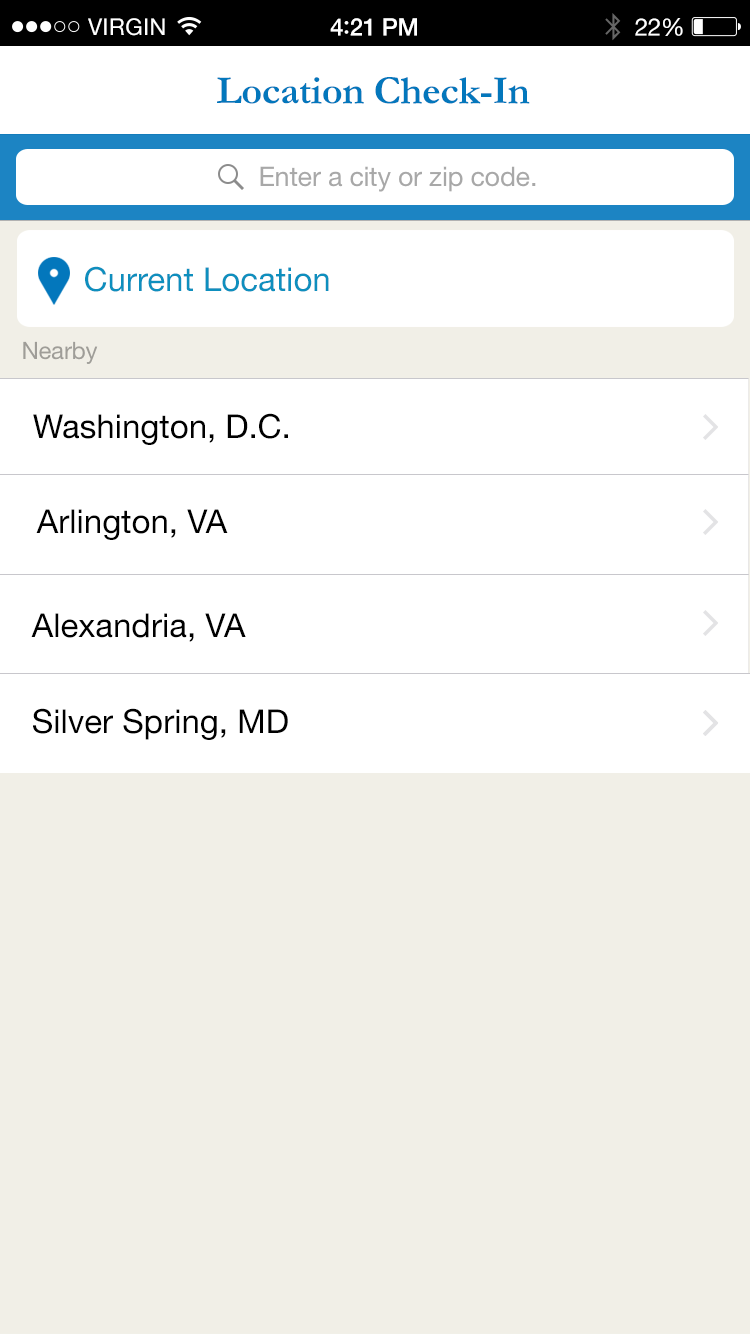 VIRGIN 4:21 PM 22%
Location Check-In
Enter a city or zip code.
Current Location
Nearby
Washington, D.C.
Arlington, VA
Alexandria, VA
Silver Spring, MD